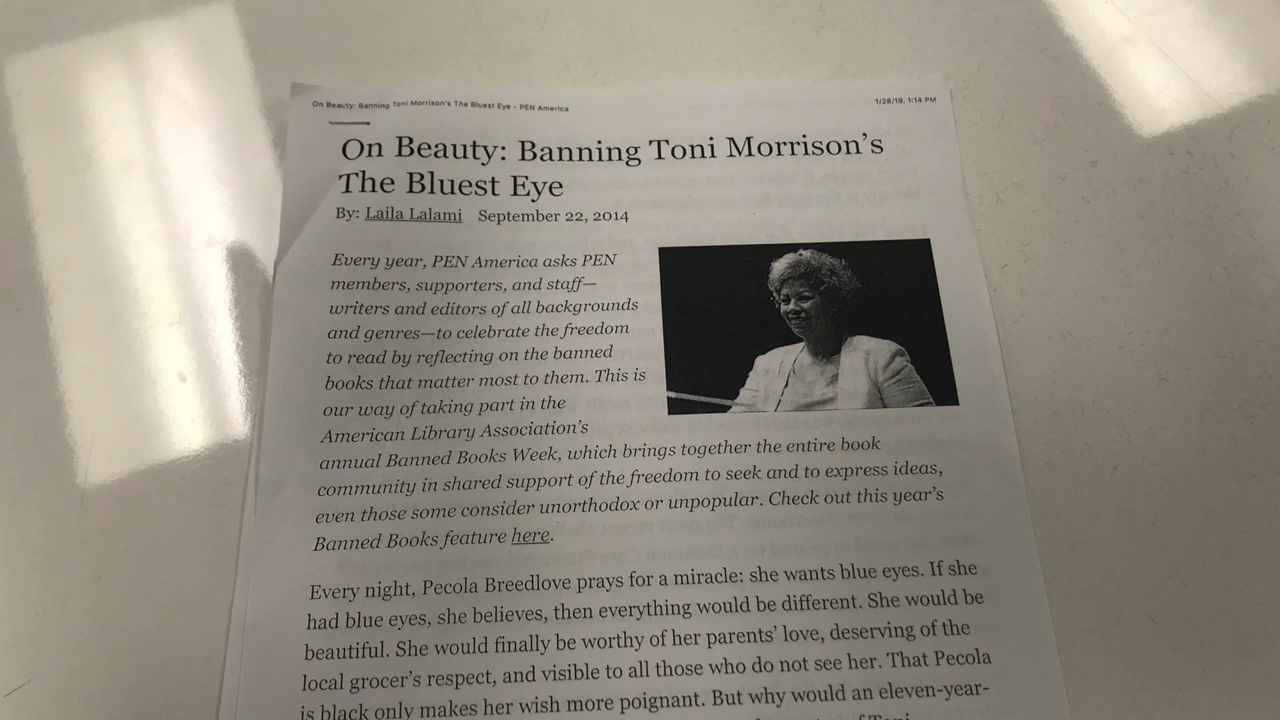 On Beauty: Banning Toni Morrison's The Bluest Eye - PEN America
1/28/19, 1:14 PM
On Beauty: Banning Toni Morrison's
The Bluest Eye
By: Laila Lalami September 22, 2014
Every year, PEN America asks PEN
members, supporters, and staff—
writers and editors of all backgrounds
and genres—to celebrate the freedom
to read by reflecting on the banned
books that matter most to them. This is
our way of taking part in the
American Library Association's
annual Banned Books Week, which brings together the entire book
community in shared support of the freedom to seek and to express ideas,
even those some consider unorthodox or unpopular. Check out this year's
Banned Books feature here.
Every night, Pecola Breedlove prays for a miracle: she wants blue eyes. If she
had blue eyes, she believes, then everything would be different. She would be
beautiful. She would finally be worthy of her parents' love, deserving of the
local grocer's respect, and visible to all those who do not see her. That Pecola
is black only makes her wish more poignant. But why would an eleven-year-